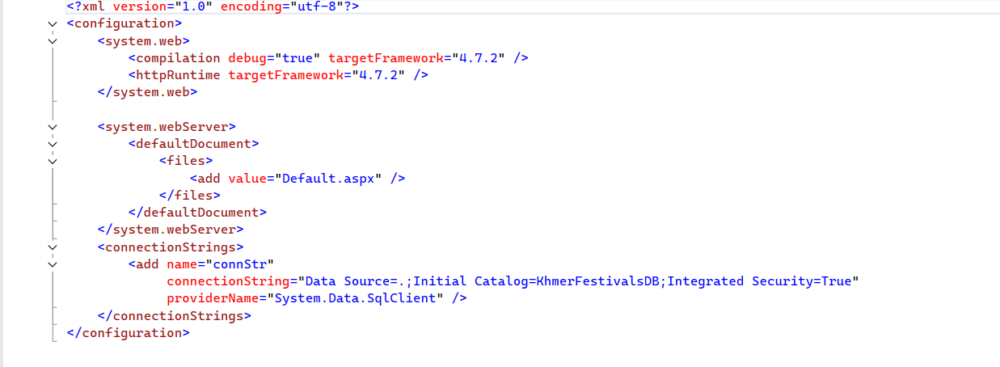 <?xml version="1.0" encoding="utf-8"?>
<configuration>
<system.web>
<compilation debug="true" targetFramework="4.7.2" />
<httpRuntime targetFramework="4.7.2" />
</system.web>
<system.webServer>
<defaultDocument>
<files>
<add value="Default.aspx" />
</files>
</defaultDocument>
</system.webServer>
<connectionStrings>
<add name="connStr"
connectionString="Data Source=.;Initial Catalog=KhmerFestivalsDB;Integrated Security=True"
providerName="System.Data.SqlClient" />
</connectionStrings>
</configuration>